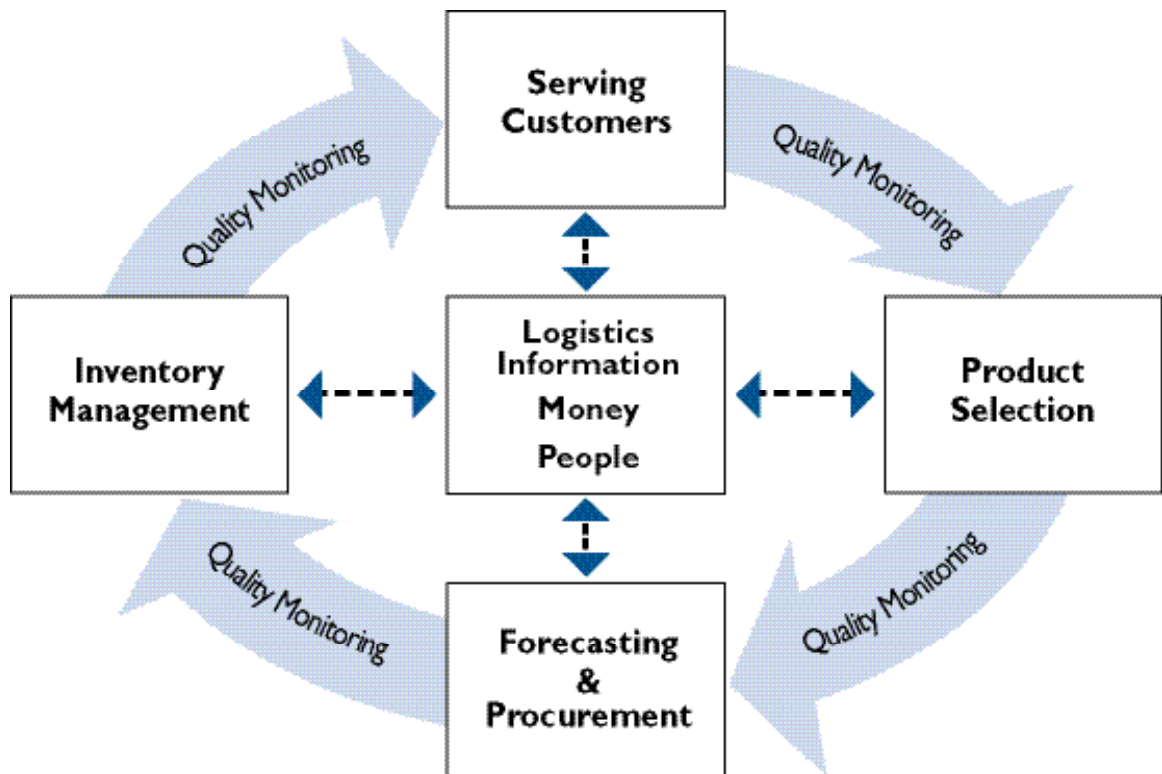 Serving
Customers
Quality Monitoring
Quality Monitoring
Inventory
Management
Logistics
Information
Money
People
Product
Selection
Quality Monitoring
Quality Monitoring
Forecasting
&
Procurement